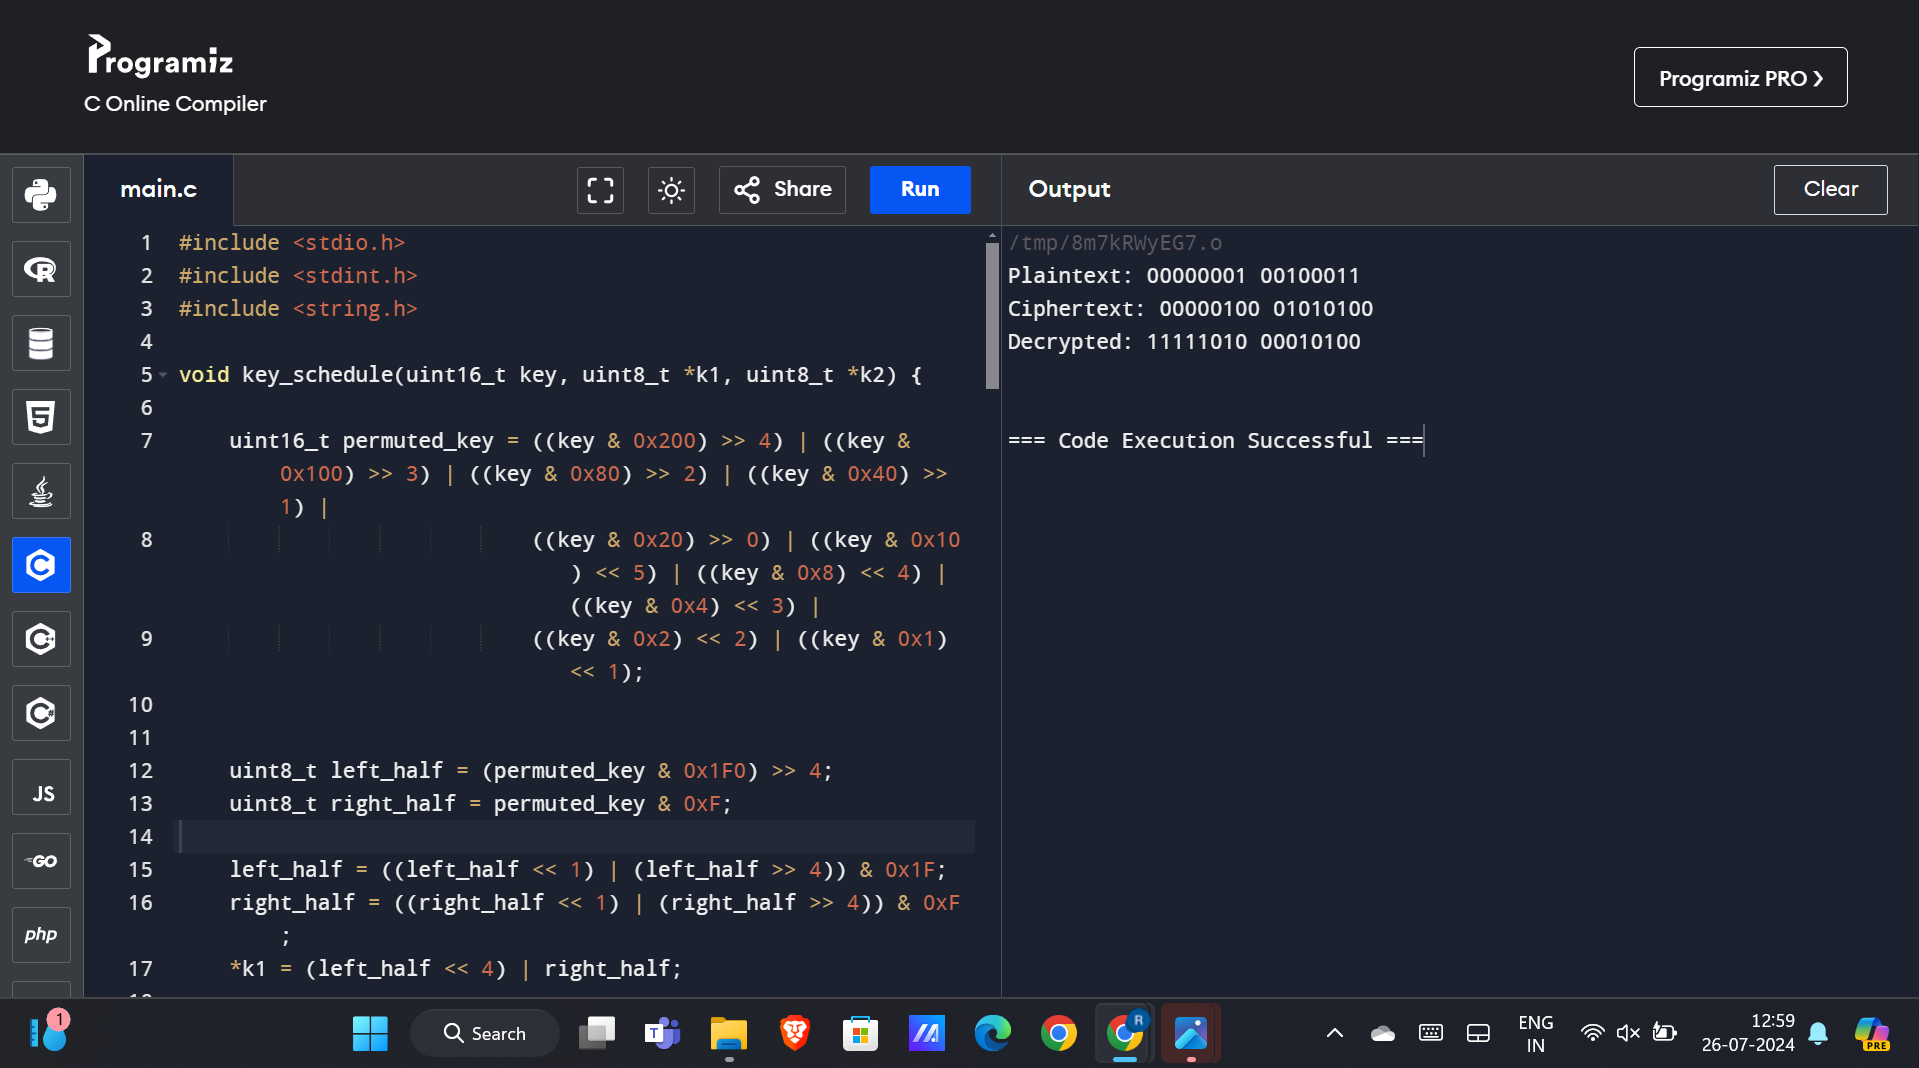 Programiz
C Online Compiler
Programiz PRO ❯
main.c
Share
Run
Output
Clear
1 #include <stdio.h>
2 #include <stdint.h>
3 #include <string.h>
4
5 void key_schedule(uint16_t key, uint8_t *k1, uint8_t *k2) {
6
7 uint16_t permuted_key = ((key & 0x200) >> 4) | ((key &
0x100) >> 3) | ((key & 0x80) >> 2) | ((key & 0x40) >>
1) |
8 ((key & 0x20) >> 0) | ((key & 0x10
) << 5) | ((key & 0x8) << 4) |
((key & 0x4) << 3) |
9 ((key & 0x2) << 2) | ((key & 0x1)
<< 1);
10
11
12 uint8_t left_half = (permuted_key & 0x1F0) >> 4;
13 uint8_t right_half = permuted_key & 0xF;
14
15 left_half = ((left_half << 1) | (left_half >> 4)) & 0x1F;
16 right_half = ((right_half << 1) | (right_half >> 4)) & 0xF
;
17 *k1 = (left_half << 4) | right_half;
/tmp/8m7kRWyEG7.o
Plaintext: 00000001 00100011
Ciphertext: 00000100 01010100
Decrypted: 11111010 00010100
=== Code Execution Successful ===
JS
GO
php
1
Search
T
R
ENG
IN
12:59
26-07-2024
PRE